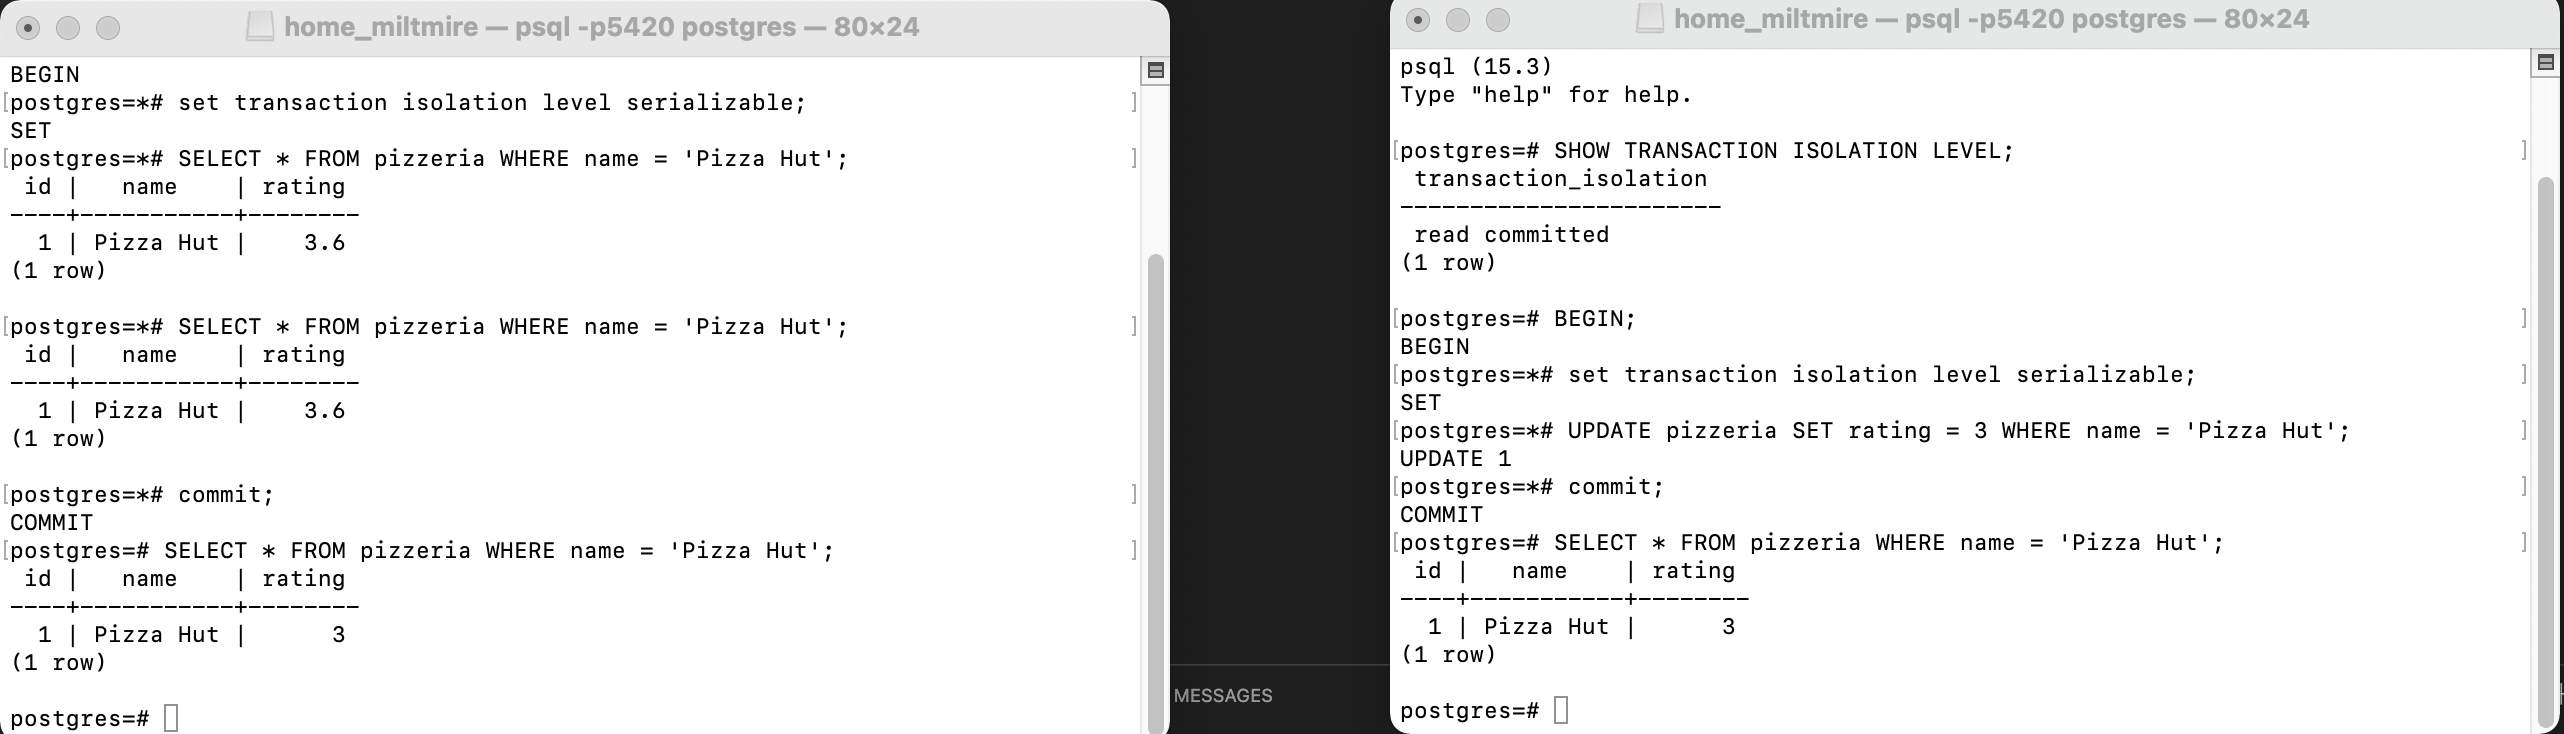 home_miltmire — psql -p5420 postgres — 80×24
BEGIN
[postgres=*# set transaction isolation level serializable; ]
SET
[postgres=*# SELECT * FROM pizzeria WHERE name = 'Pizza Hut'; ]
 id |   name    | rating
----+-----------+--------
  1 | Pizza Hut |    3.6
(1 row)
[postgres=*# SELECT * FROM pizzeria WHERE name = 'Pizza Hut'; ]
 id |   name    | rating
----+-----------+--------
  1 | Pizza Hut |    3.6
(1 row)
[postgres=*# commit; ]
COMMIT
[postgres=# SELECT * FROM pizzeria WHERE name = 'Pizza Hut'; ]
 id |   name    | rating
----+-----------+--------
  1 | Pizza Hut |      3
(1 row)
postgres=#
MESSAGES
home_miltmire — psql -p5420 postgres — 80×24
psql (15.3)
Type "help" for help.
[postgres=# SHOW TRANSACTION ISOLATION LEVEL; ]
 transaction_isolation
-----------------------
 read committed
(1 row)
[postgres=# BEGIN; ]
BEGIN
[postgres=*# set transaction isolation level serializable; ]
SET
[postgres=*# UPDATE pizzeria SET rating = 3 WHERE name = 'Pizza Hut'; ]
UPDATE 1
[postgres=*# commit; ]
COMMIT
[postgres=# SELECT * FROM pizzeria WHERE name = 'Pizza Hut'; ]
 id |   name    | rating
----+-----------+--------
  1 | Pizza Hut |      3
(1 row)
postgres=#